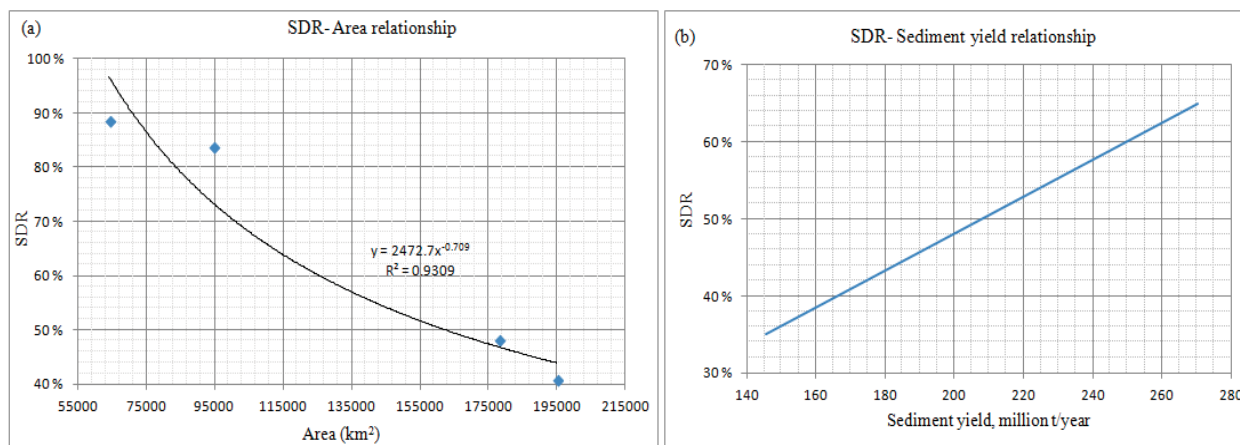 (a)
SDR- Area relationship
100%
90%
80%
70%
60%
50%
40%
SDR
y = 2472.7x^-0.709
R² = 0.9309
55000 75000 95000 115000 135000 155000 175000 195000 215000
Area (km²)
(b)
SDR- Sediment yield relationship
70%
60%
50%
40%
30%
SDR
140 160 180 200 220 240 260 280
Sediment yield, million t/year